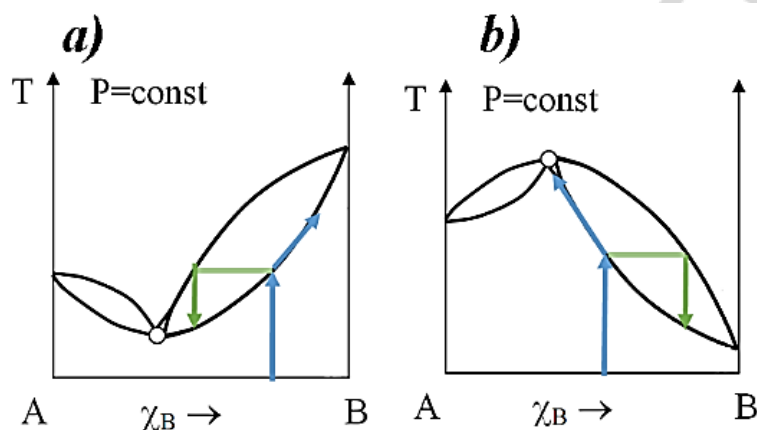 a)
T P=const
A χB → B
b)
T P=const
A χB → B